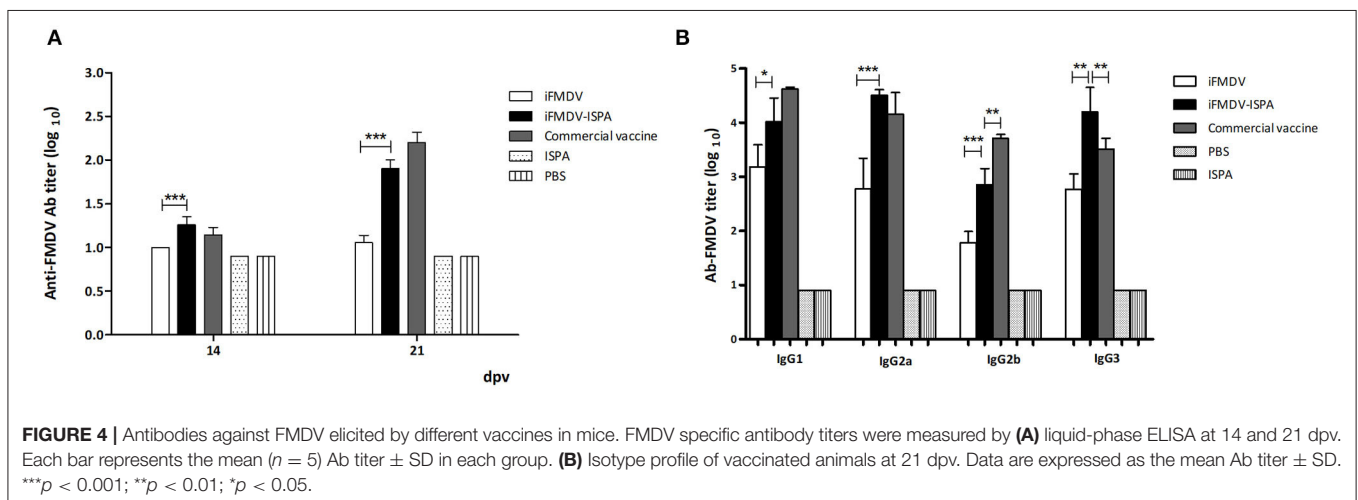 A
Anti-FMDV Ab titer (log 10)
3.0
2.5
2.0
1.5
1.0
0.5
0.0
***
***
14
21
dpv
iFMDV
iFMDV-ISPA
Commercial vaccine
ISPA
PBS
B
Ab-FMDV titer (log 10)
5
4
3
2
1
0
*
***
***
**
**
**
IgG1
IgG2a
IgG2b
IgG3
iFMDV
iFMDV-ISPA
Commercial vaccine
PBS
ISPA
FIGURE 4 | Antibodies against FMDV elicited by different vaccines in mice. FMDV specific antibody titers were measured by (A) liquid-phase ELISA at 14 and 21 dpv.
Each bar represents the mean (n = 5) Ab titer ± SD in each group. (B) Isotype profile of vaccinated animals at 21 dpv. Data are expressed as the mean Ab titer ± SD.
***p < 0.001; **p < 0.01; *p < 0.05.